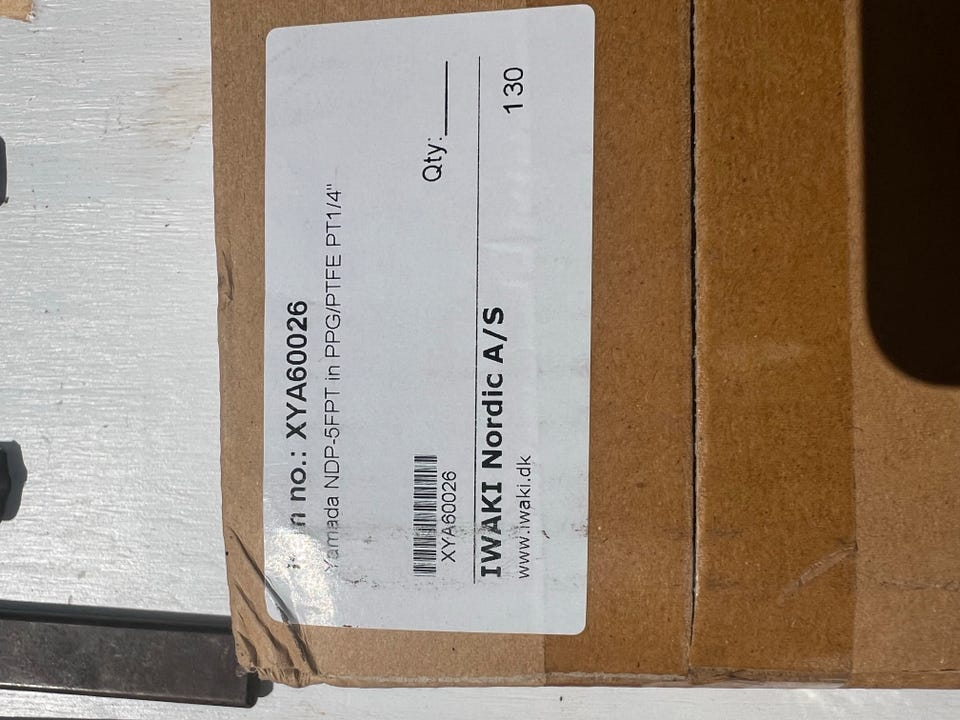 no.: XYA60026
Yamada NDP-5FPT in PPG/PTFE PT1/4"
Qty:
XYA60026
IWAKI Nordic A/S
www.iwaki.dk
130